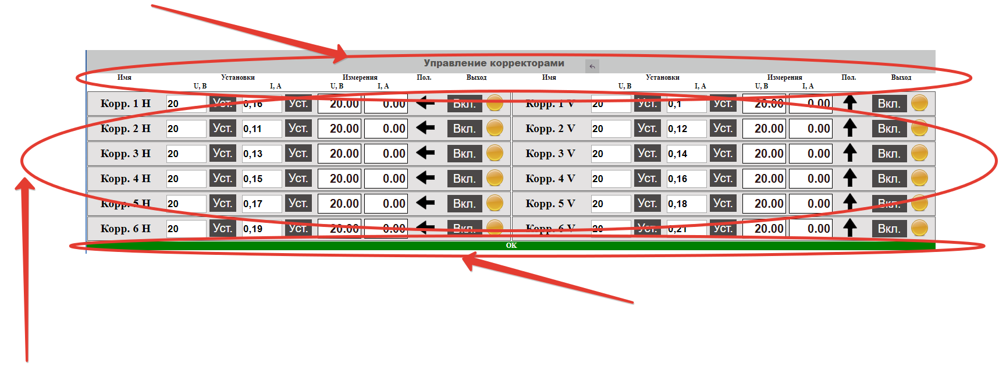 Управление корректорами
Имя Установки Измерения Пол. Выход Имя Установки Измерения Пол. Выход
U, В I, А U, В I, А U, В I, А U, В I, А
Корр. 1 H 20 Уст. 0,16 Уст. 20.00 0.00 Вкл. Корр. 1 V 20 Уст. 0,1 Уст. 20.00 0.00 Вкл.
Корр. 2 H 20 Уст. 0,11 Уст. 20.00 0.00 Вкл. Корр. 2 V 20 Уст. 0,12 Уст. 20.00 0.00 Вкл.
Корр. 3 H 20 Уст. 0,13 Уст. 20.00 0.00 Вкл. Корр. 3 V 20 Уст. 0,14 Уст. 20.00 0.00 Вкл.
Корр. 4 H 20 Уст. 0,15 Уст. 20.00 0.00 Вкл. Корр. 4 V 20 Уст. 0,16 Уст. 20.00 0.00 Вкл.
Корр. 5 H 20 Уст. 0,17 Уст. 20.00 0.00 Вкл. Корр. 5 V 20 Уст. 0,18 Уст. 20.00 0.00 Вкл.
Корр. 6 H 20 Уст. 0,19 Уст. 20.00 0.00 Вкл. Корр. 6 V 20 Уст. 0,21 Уст. 20.00 0.00 Вкл.
OK